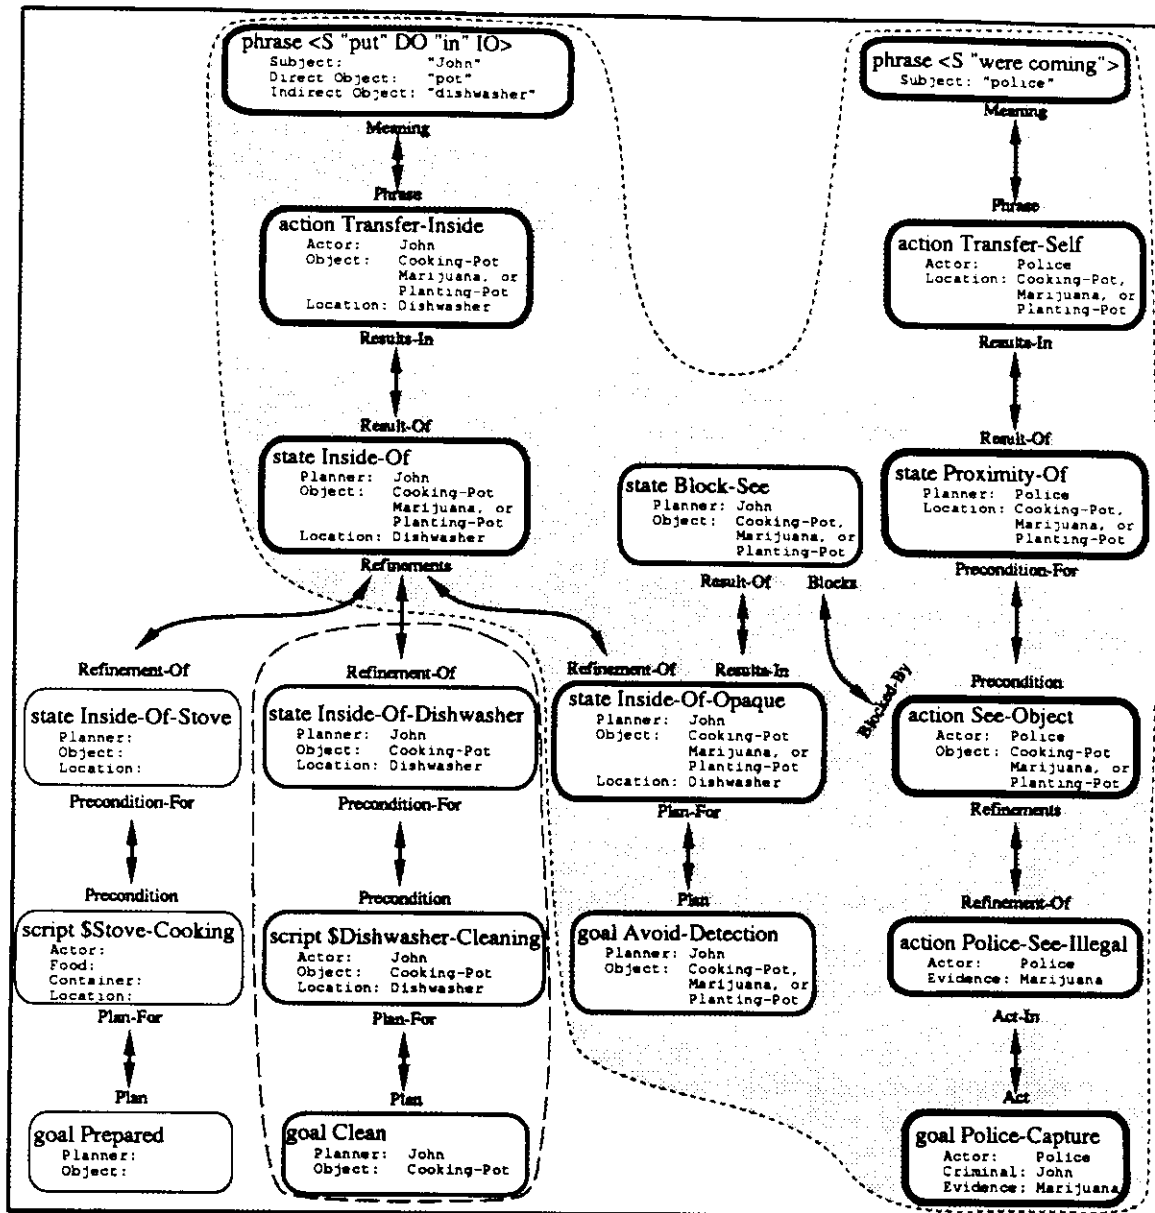 phrase <S "put" DO "in" IO>
Subject: "John"
Direct Object: "pot"
Indirect Object: "dishwasher"
Meaning
Phrase
action Transfer-Inside
Actor: John
Object: Cooking-Pot
Marijuana, or
Planting-Pot
Location: Dishwasher
Results-In
Result-Of
state Inside-Of
Planner: John
Object: Cooking-Pot
Marijuana, or
Planting-Pot
Location: Dishwasher
Refinements
phrase <S "were coming">
Subject: "police"
Meaning
Phrase
action Transfer-Self
Actor: Police
Location: Cooking-Pot,
Marijuana, or
Planting-Pot
Results-In
Result-Of
state Proximity-Of
Planner: Police
Location: Cooking-Pot,
Marijuana, or
Planting-Pot
Precondition-For
state Block-See
Planner: John
Object: Cooking-Pot,
Marijuana, or
Planting-Pot
Result-Of Blocks
Refinement-Of
state Inside-Of-Stove
Planner:
Object:
Location:
Precondition-For
Precondition
script $Stove-Cooking
Actor:
Food:
Container:
Location:
Plan-For
Plan
goal Prepared
Planner:
Object:
Refinement-Of
state Inside-Of-Dishwasher
Planner: John
Object: Cooking-Pot
Location: Dishwasher
Precondition-For
Precondition
script $Dishwasher-Cleaning
Actor: John
Object: Cooking-Pot
Location: Dishwasher
Plan-For
Plan
goal Clean
Planner: John
Object: Cooking-Pot
Refinement-Of Results-In
state Inside-Of-Opaque
Planner: John
Object: Cooking-Pot
Marijuana, or
Planting-Pot
Location: Dishwasher
Plan-For
Plan
goal Avoid-Detection
Planner: John
Object: Cooking-Pot,
Marijuana, or
Planting-Pot
Blocked-By
Precondition
action See-Object
Actor: Police
Object: Cooking-Pot
Marijuana, or
Planting-Pot
Refinements
Refinement-Of
action Police-See-Illegal
Actor: Police
Evidence: Marijuana
Act-In
Act
goal Police-Capture
Actor: Police
Criminal: John
Evidence: Marijuana